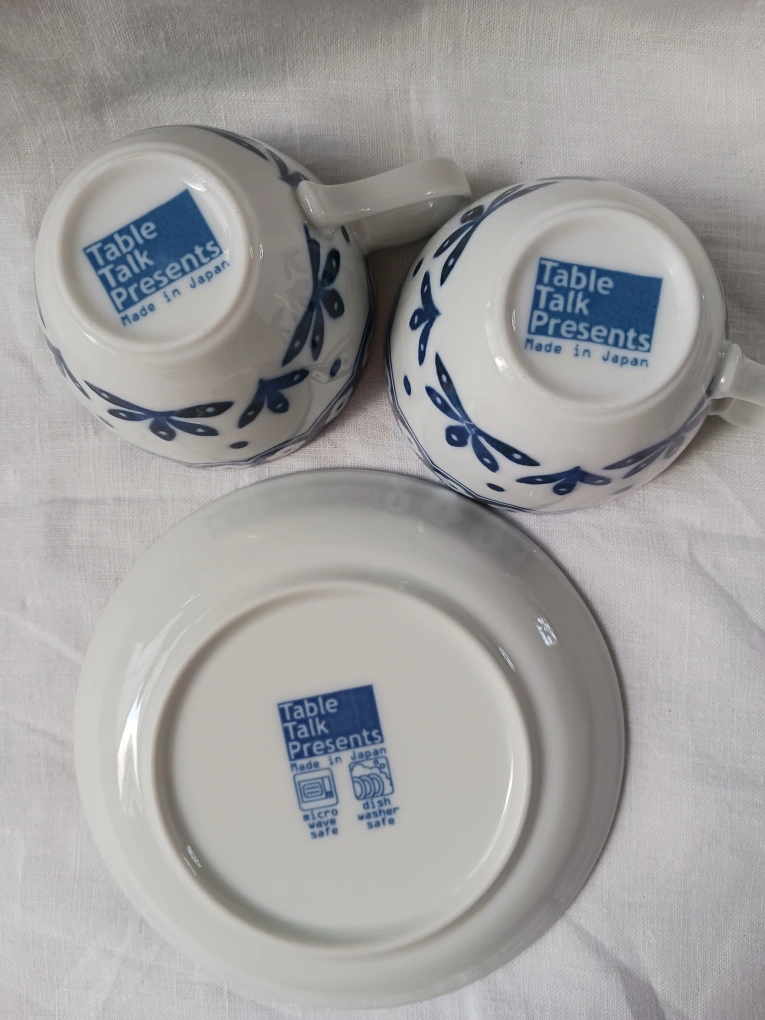 Table
Talk
Presents
Made in Japan
Table
Talk
Presents
Made in Japan
Table
Talk
Presents
Made in Japan
micro
wave
safe
dish
washer
safe